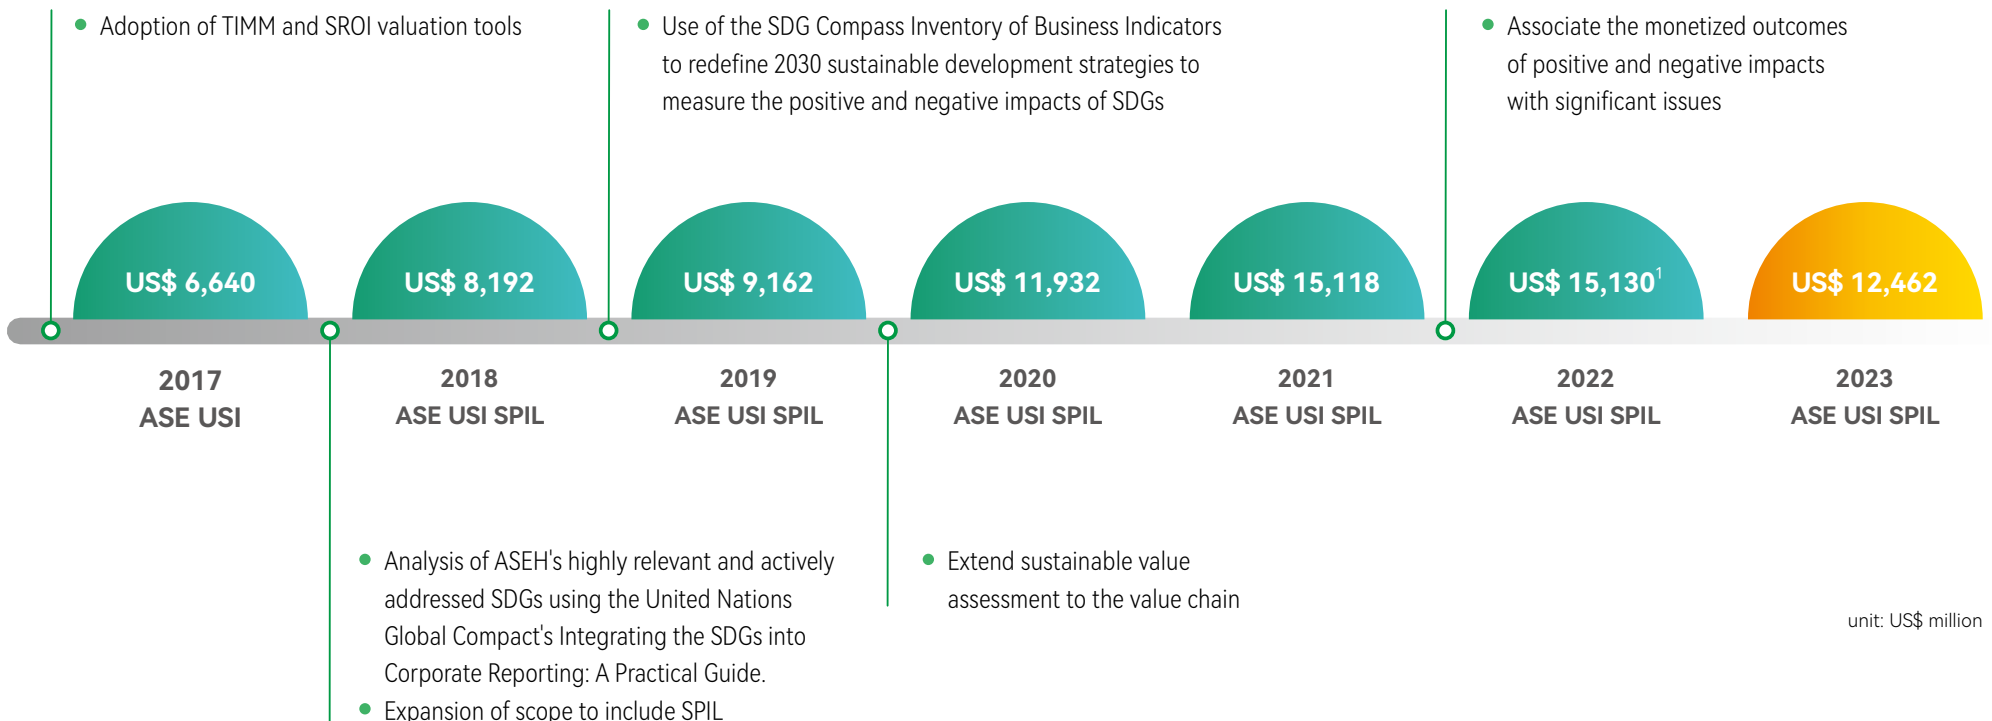 Adoption of TIMM and SROI valuation tools
Use of the SDG Compass Inventory of Business Indicators
to redefine 2030 sustainable development strategies to
measure the positive and negative impacts of SDGs
Associate the monetized outcomes
of positive and negative impacts
with significant issues
US$ 6,640
US$ 8,192
US$ 9,162
US$ 11,932
US$ 15,118
US$ 15,130¹
US$ 12,462
2017
ASE USI
2018
ASE USI SPIL
2019
ASE USI SPIL
2020
ASE USI SPIL
2021
ASE USI SPIL
2022
ASE USI SPIL
2023
ASE USI SPIL
Analysis of ASEH's highly relevant and actively
addressed SDGs using the United Nations
Global Compact's Integrating the SDGs into
Corporate Reporting: A Practical Guide.
Expansion of scope to include SPIL
Extend sustainable value
assessment to the value chain
unit: US$ million